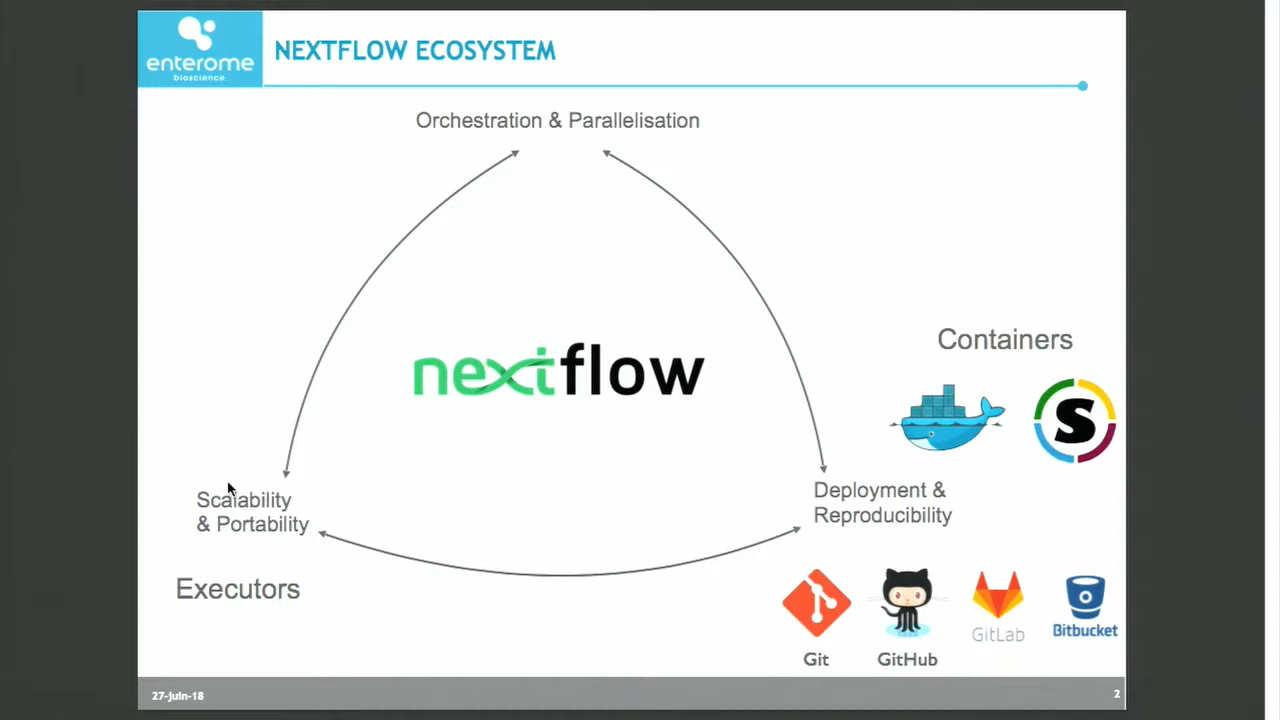 enterome
bioscience
NEXTFLOW ECOSYSTEM
Orchestration & Parallelisation
nextflow
Containers
S
Scalability
& Portability
Deployment &
Reproducibility
Executors
Git
GitHub
GitLab
Bitbucket
27-juin-18
2